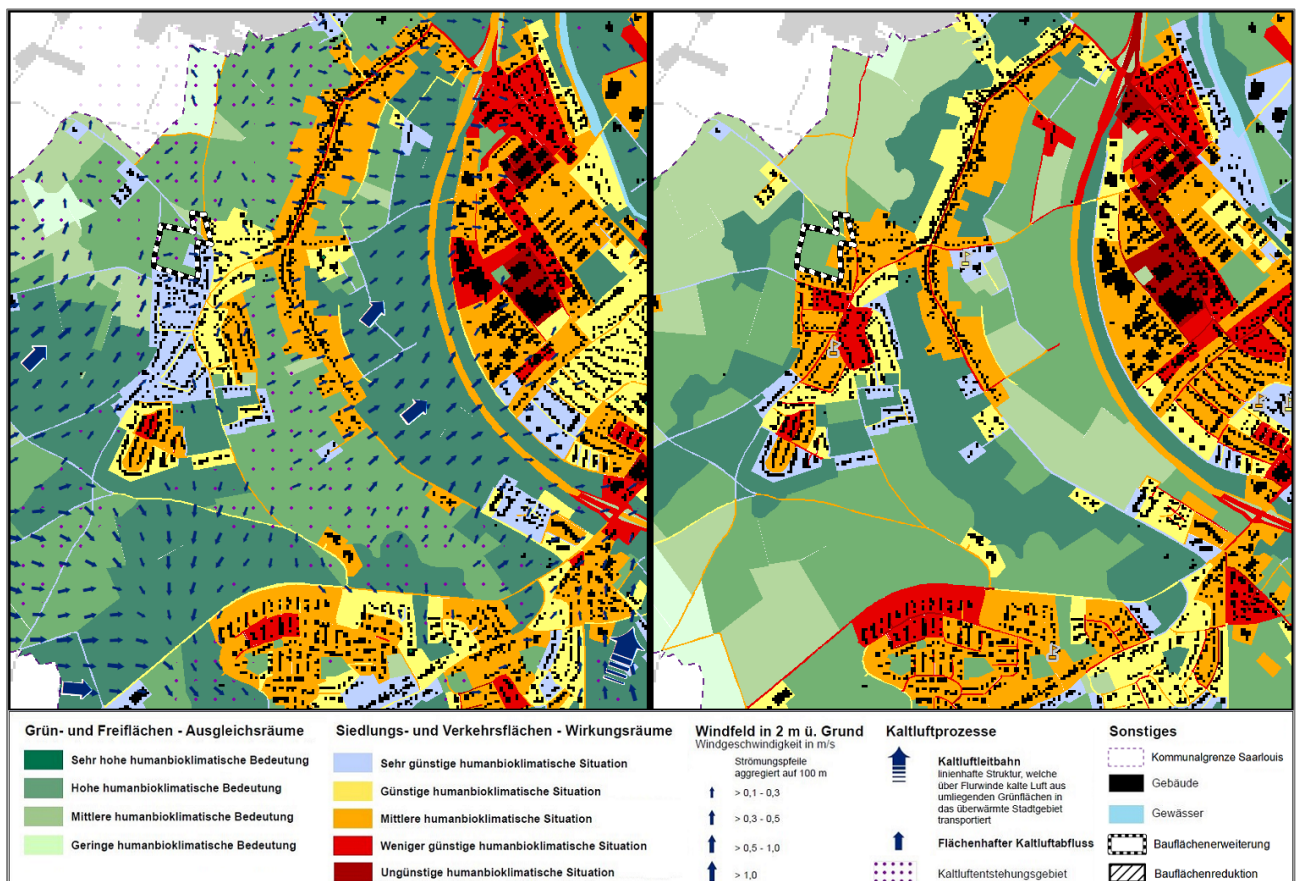 Grün- und Freiflächen - Ausgleichsräume
Sehr hohe humanbioklimatische Bedeutung
Hohe humanbioklimatische Bedeutung
Mittlere humanbioklimatische Bedeutung
Geringe humanbioklimatische Bedeutung
Siedlungs- und Verkehrsflächen - Wirkungsräume
Sehr günstige humanbioklimatische Situation
Günstige humanbioklimatische Situation
Mittlere humanbioklimatische Situation
Weniger günstige humanbioklimatische Situation
Ungünstige humanbioklimatische Situation
Windfeld in 2 m ü. Grund
Windgeschwindigkeit in m/s
Strömungspfeile
aggregiert auf 100 m
> 0,1 - 0,3
> 0,3 - 0,5
> 0,5 - 1,0
> 1,0
Kaltluftprozesse
Kaltluftleitbahn
linienhafte Struktur, welche
über Flurwinde kalte Luft aus
umliegenden Grünflächen in
das überwärmte Stadtgebiet
transportiert
Flächenhafter Kaltluftabfluss
Kaltluftentstehungsgebiet
Sonstiges
Kommunalgrenze Saarlouis
Gebäude
Gewässer
Bauflächenerweiterung
Bauflächenreduktion